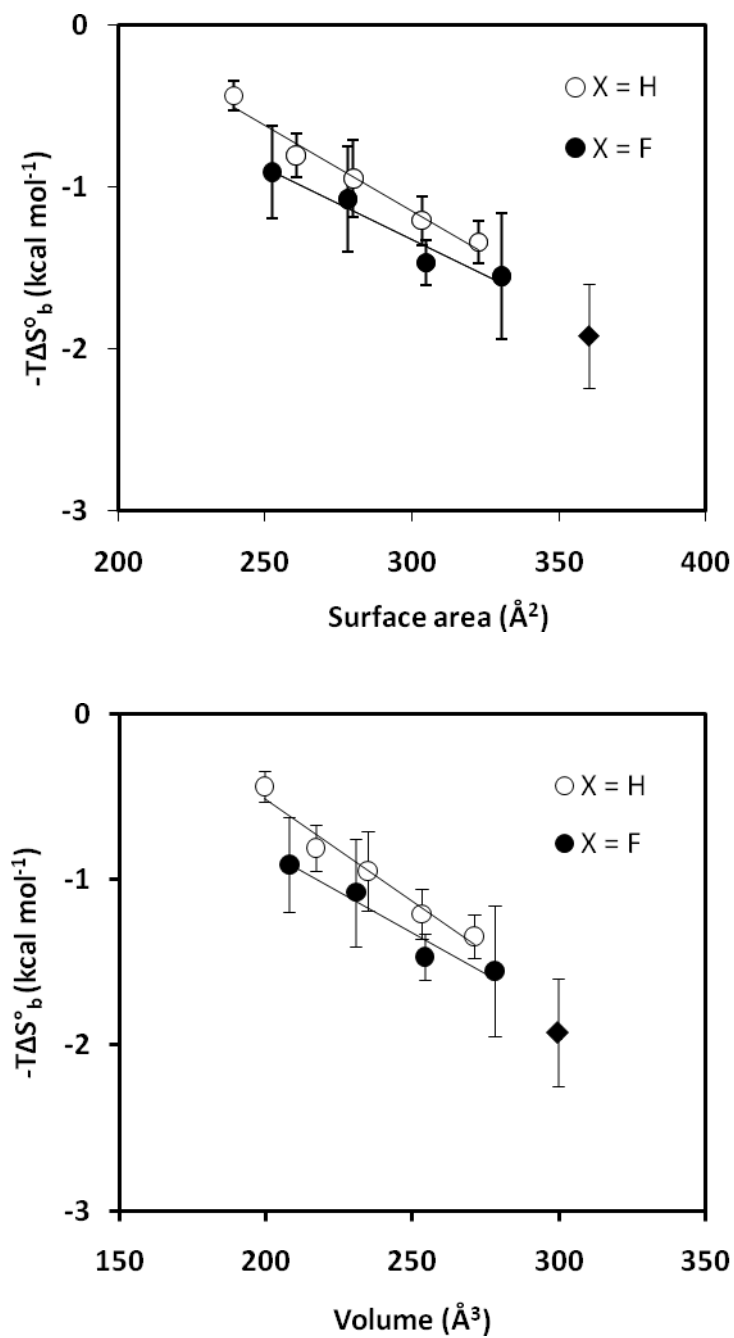 0
X = H
X = F
-1
-2
-3
-TΔS°b (kcal mol-1)
200 250 300 350 400
Surface area (Å2)
0
X = H
X = F
-1
-2
-3
-TΔS°b (kcal mol-1)
150 200 250 300 350
Volume (Å3)